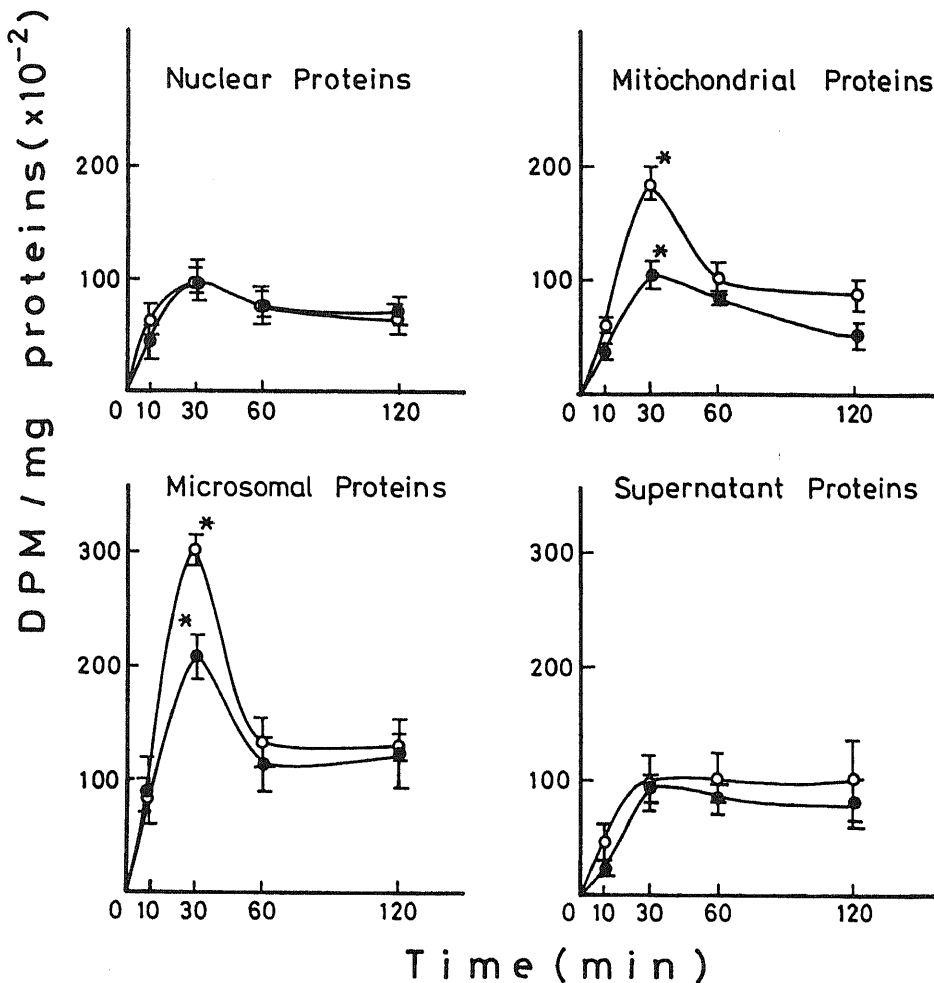 DPM/mg proteins(x10-2)
Nuclear Proteins
200
100
0 10 30 60 120
Mitochondrial Proteins
200
100
0 10 30 60 120
*
*
Microsomal Proteins
300
200
100
0 10 30 60 120
*
*
Supernatant Proteins
300
200
100
0 10 30 60 120
Time(min)